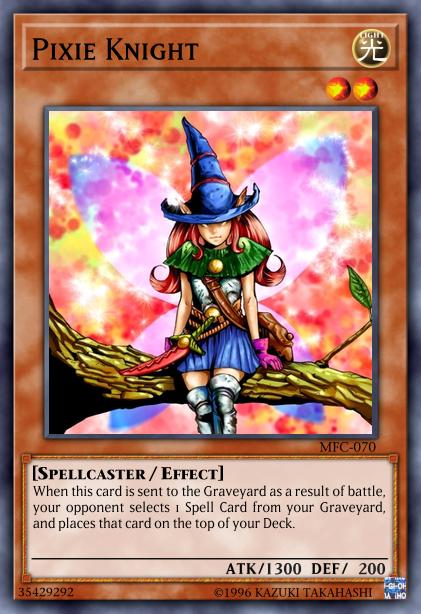 PIXIE KNIGHT
LIGHT
光
MFC-070
[SPELLCASTER / EFFECT]
When this card is sent to the Graveyard as a result of battle,
your opponent selects 1 Spell Card from your Graveyard,
and places that card on the top of your Deck.
ATK/1300 DEF/ 200
35429292
©1996 KAZUKI TAKAHASHI